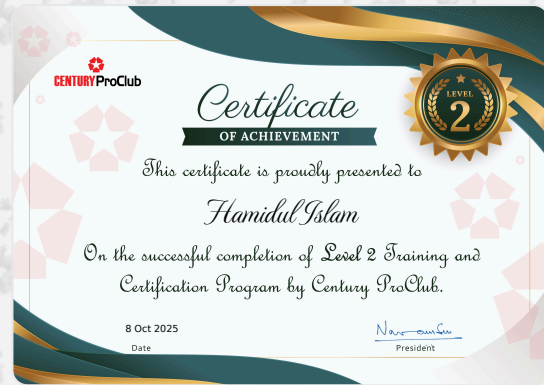 CENTURY ProClub
Certificate
OF ACHIEVEMENT
LEVEL
2
This certificate is proudly presented to
Hamidul Islam
On the successful completion of Level 2 Training and
Certification Program by Century ProClub.
8 Oct 2025
Date
President